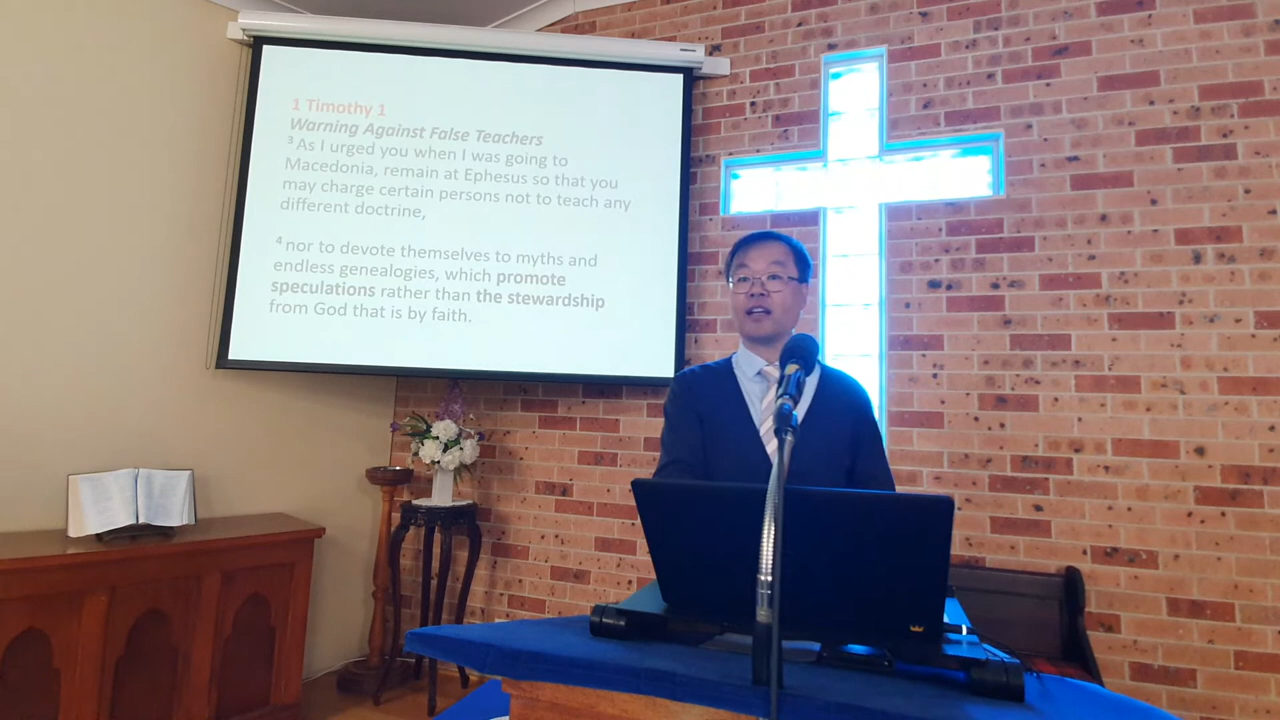 1 Timothy 1
Warning Against False Teachers
3 As I urged you when I was going to
Macedonia, remain at Ephesus so that you
may charge certain persons not to teach any
different doctrine,
4 nor to devote themselves to myths and
endless genealogies, which promote
speculations rather than the stewardship
from God that is by faith.